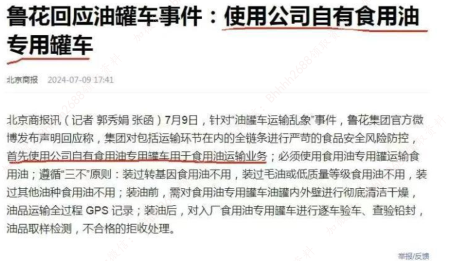 鲁花回应油罐车事件：使用公司自有食用油
专用罐车
北京商报 2024-07-09 17:41
北京商报讯（记者 郭秀娟 张函）7月9日，针对“油罐车运输乱象”事件，鲁花集团官方微
博发布声明回应称，集团对包括运输环节在内的全链条进行严苛的食品安全风险防控，
首先使用公司自有食用油专用罐车用于食用油运输业务；必须使用食用油专用罐车运输食
用油；遵循“三不”原则：装过转基因食用油不用，装过毛油或低质量等级食用油不用，装
过其他油种食用油不用；装油前，需对食用油专用罐车油罐内外壁进行彻底清洁干燥，
油品运输全过程 GPS 记录；装油后，对入厂食用油专用罐车进行逐车验车、查验铅封，
油品取样检测，不合格的拒收处理。
举报/反馈